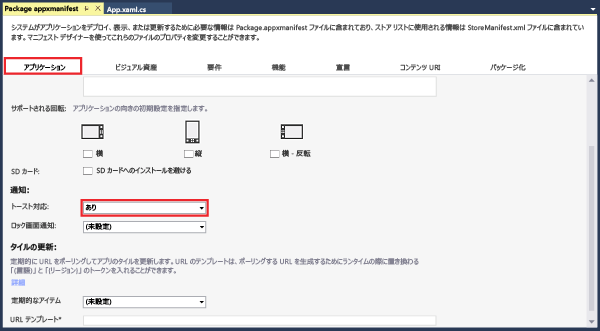 Package.appxmanifest
App.xaml.cs
システムがアプリケーションをデプロイ、表示、または更新するために必要な情報は Package.appxmanifest ファイルに含まれており、ストア リストに使用される情報は StoreManifest.xml ファイルに含まれてい
ます。マニフェスト デザイナーを使ってこれらのファイルのプロパティを変更することができます。
アプリケーション ビジュアル資産 要件 機能 宣言 コンテンツ URI パッケージ化
サポートされる回転: アプリケーションの向きの初期設定を指定します。
横 縦 横 - 反転
SD カード: SD カードへのインストールを避ける
通知:
トースト対応: あり
ロック画面通知: (未設定)
タイルの更新:
定期的に URL をポーリングしてアプリのタイルを更新します。URL のテンプレートは、ポーリングする URL を生成するためにランタイムの際に置き換わる
「{言語}」と「{リージョン}」のトークンを入れることができます。
詳細
定期的なアイテム (未設定)
URL テンプレート*